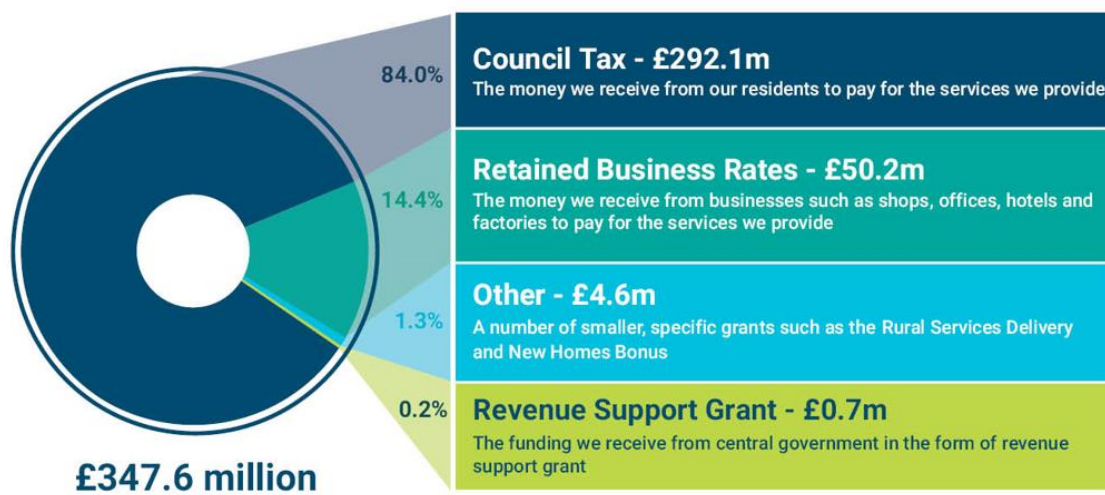 84.0%
Council Tax - £292.1m
The money we receive from our residents to pay for the services we provide
14.4%
Retained Business Rates - £50.2m
The money we receive from businesses such as shops, offices, hotels and
factories to pay for the services we provide
1.3%
Other - £4.6m
A number of smaller, specific grants such as the Rural Services Delivery
and New Homes Bonus
0.2%
Revenue Support Grant - £0.7m
The funding we receive from central government in the form of revenue
support grant
£347.6 million